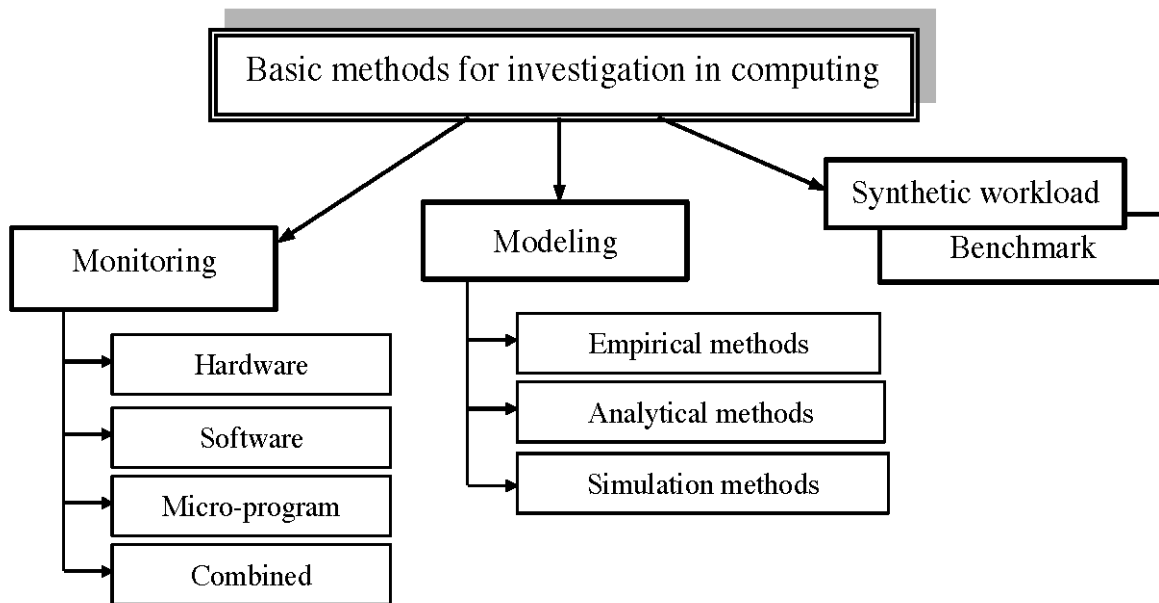 Basic methods for investigation in computing
Synthetic workload
Benchmark
Monitoring
Modeling
Hardware
Software
Micro-program
Combined
Empirical methods
Analytical methods
Simulation methods